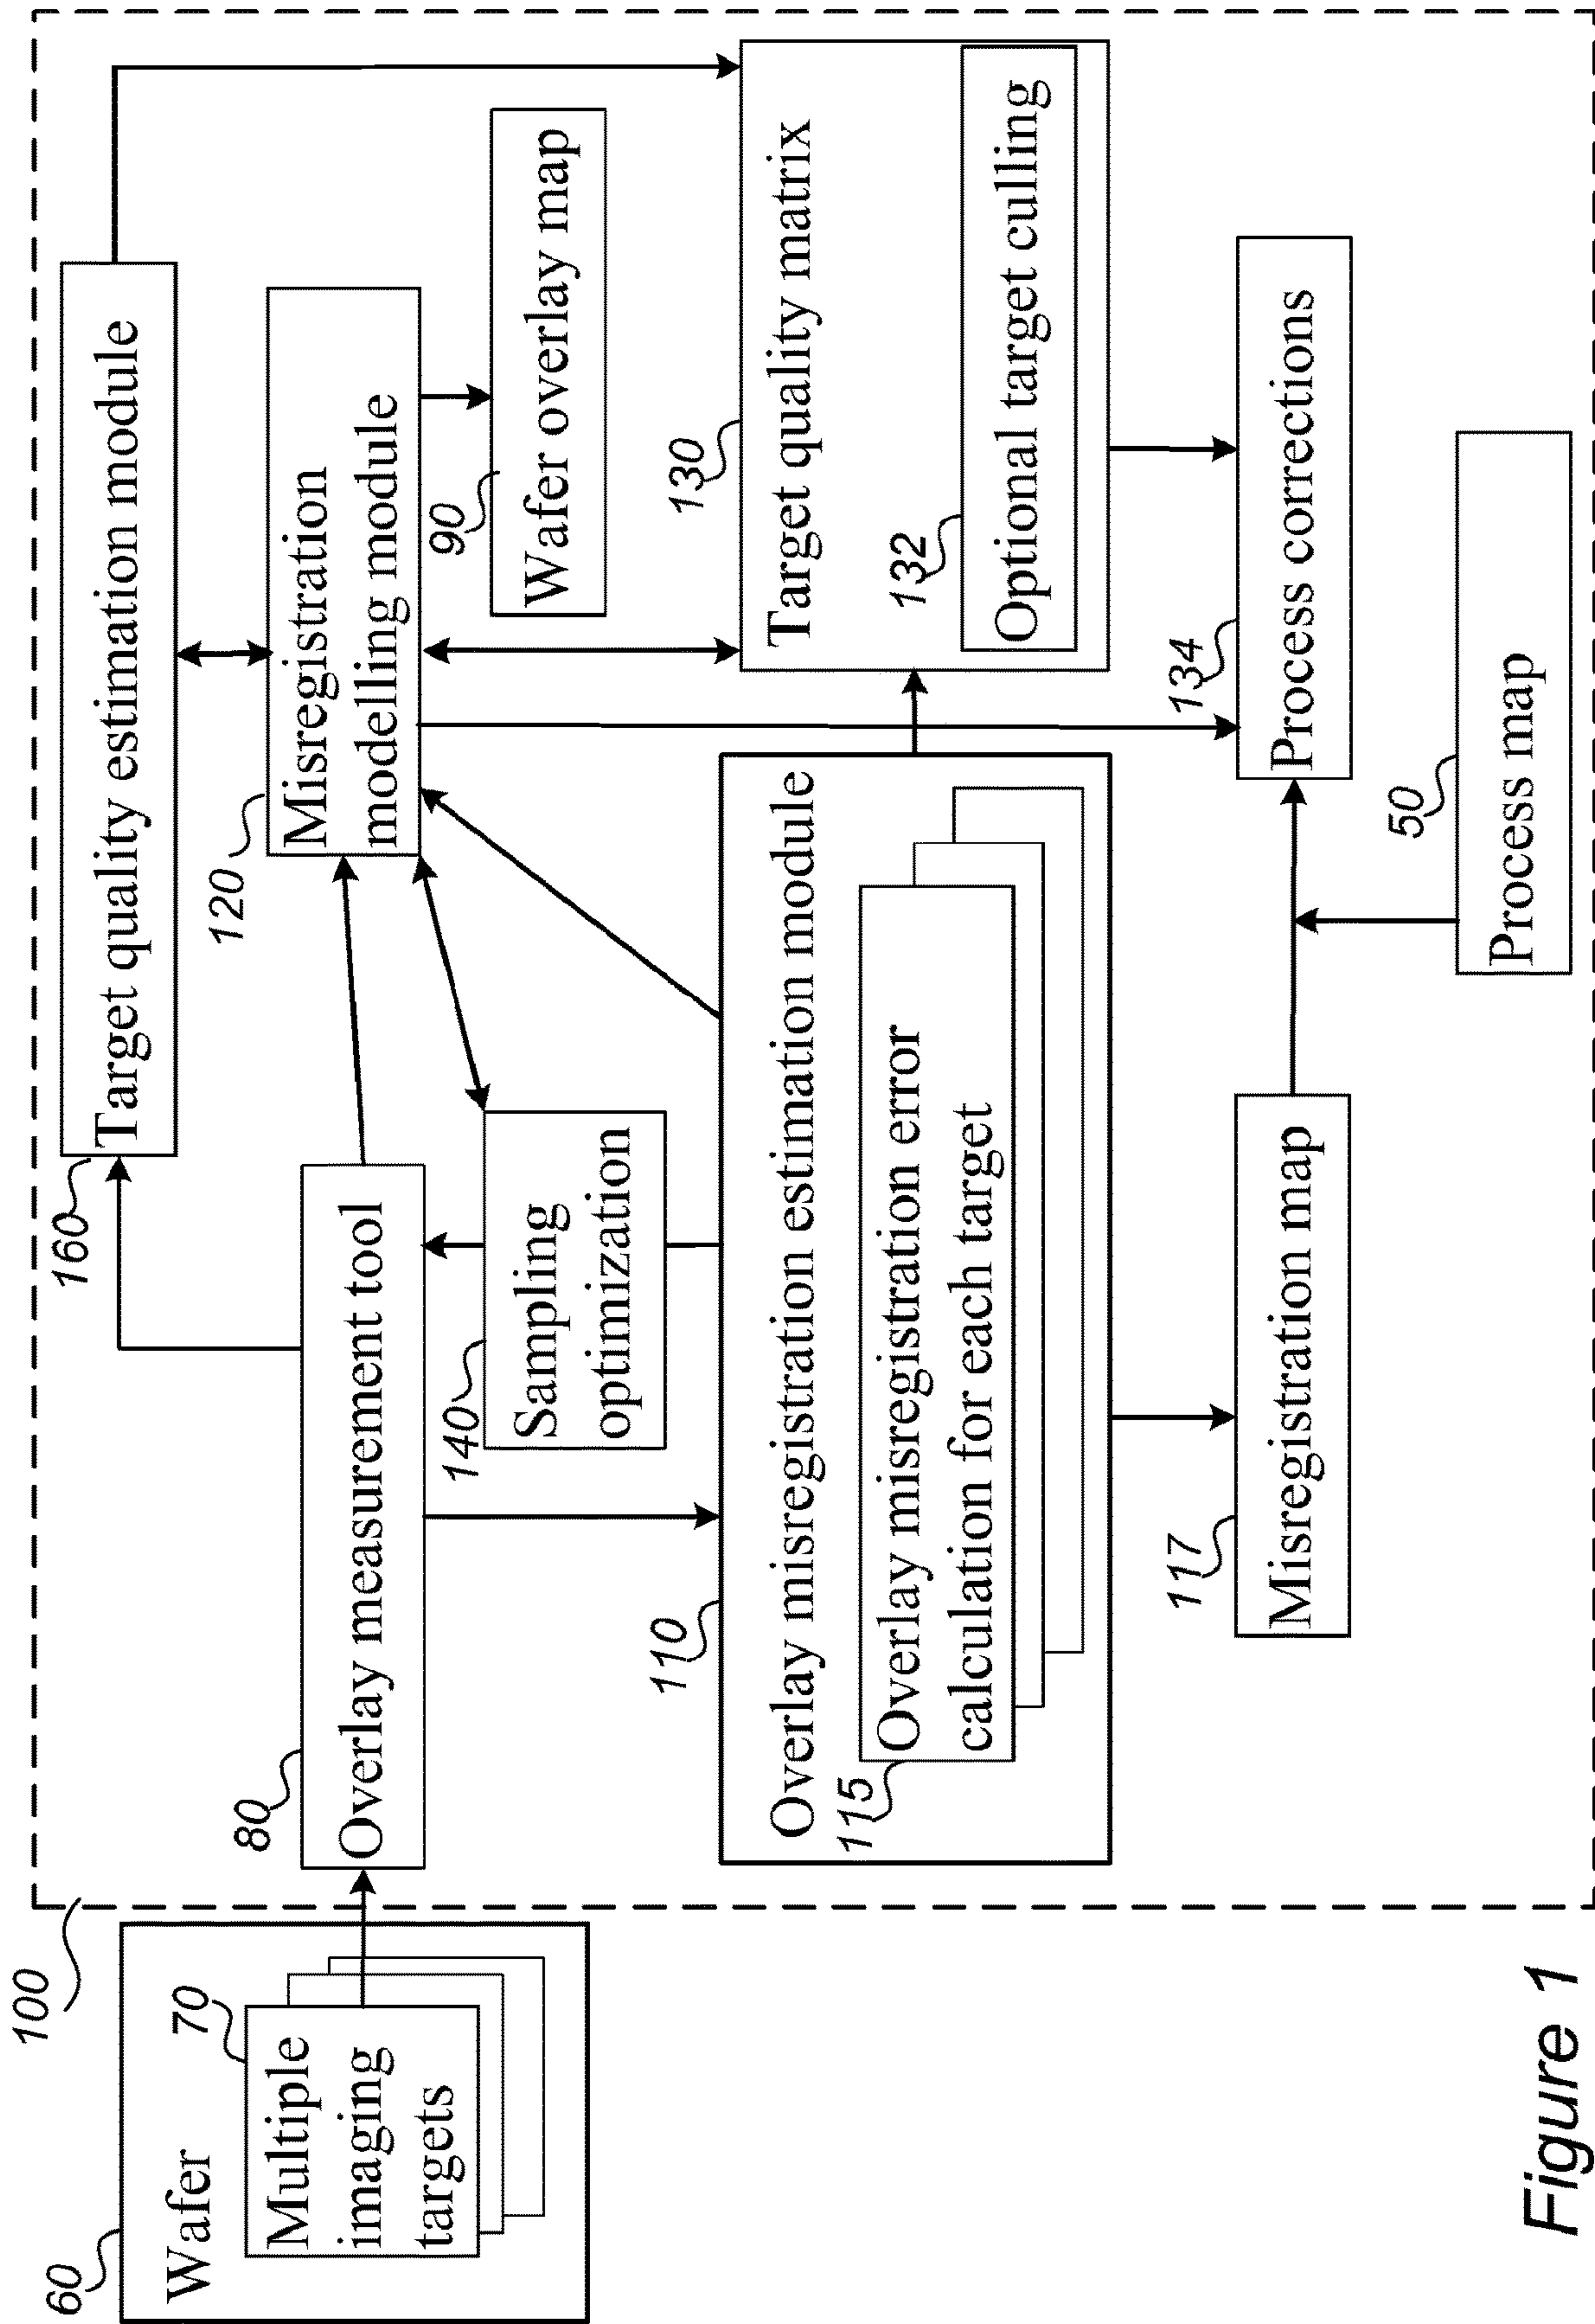 100
60
Wafer
70
Multiple
imaging
targets
80
Overlay measurement tool
160
Target quality estimation module
120
Misregistration
modelling module
90
Wafer overlay map
140
Sampling
optimization
110
Overlay misregistration estimation module
115
Overlay misregistration error
calculation for each target
130
Target quality matrix
132
Optional target culling
117
Misregistration map
134
Process corrections
50
Process map
Figure 1